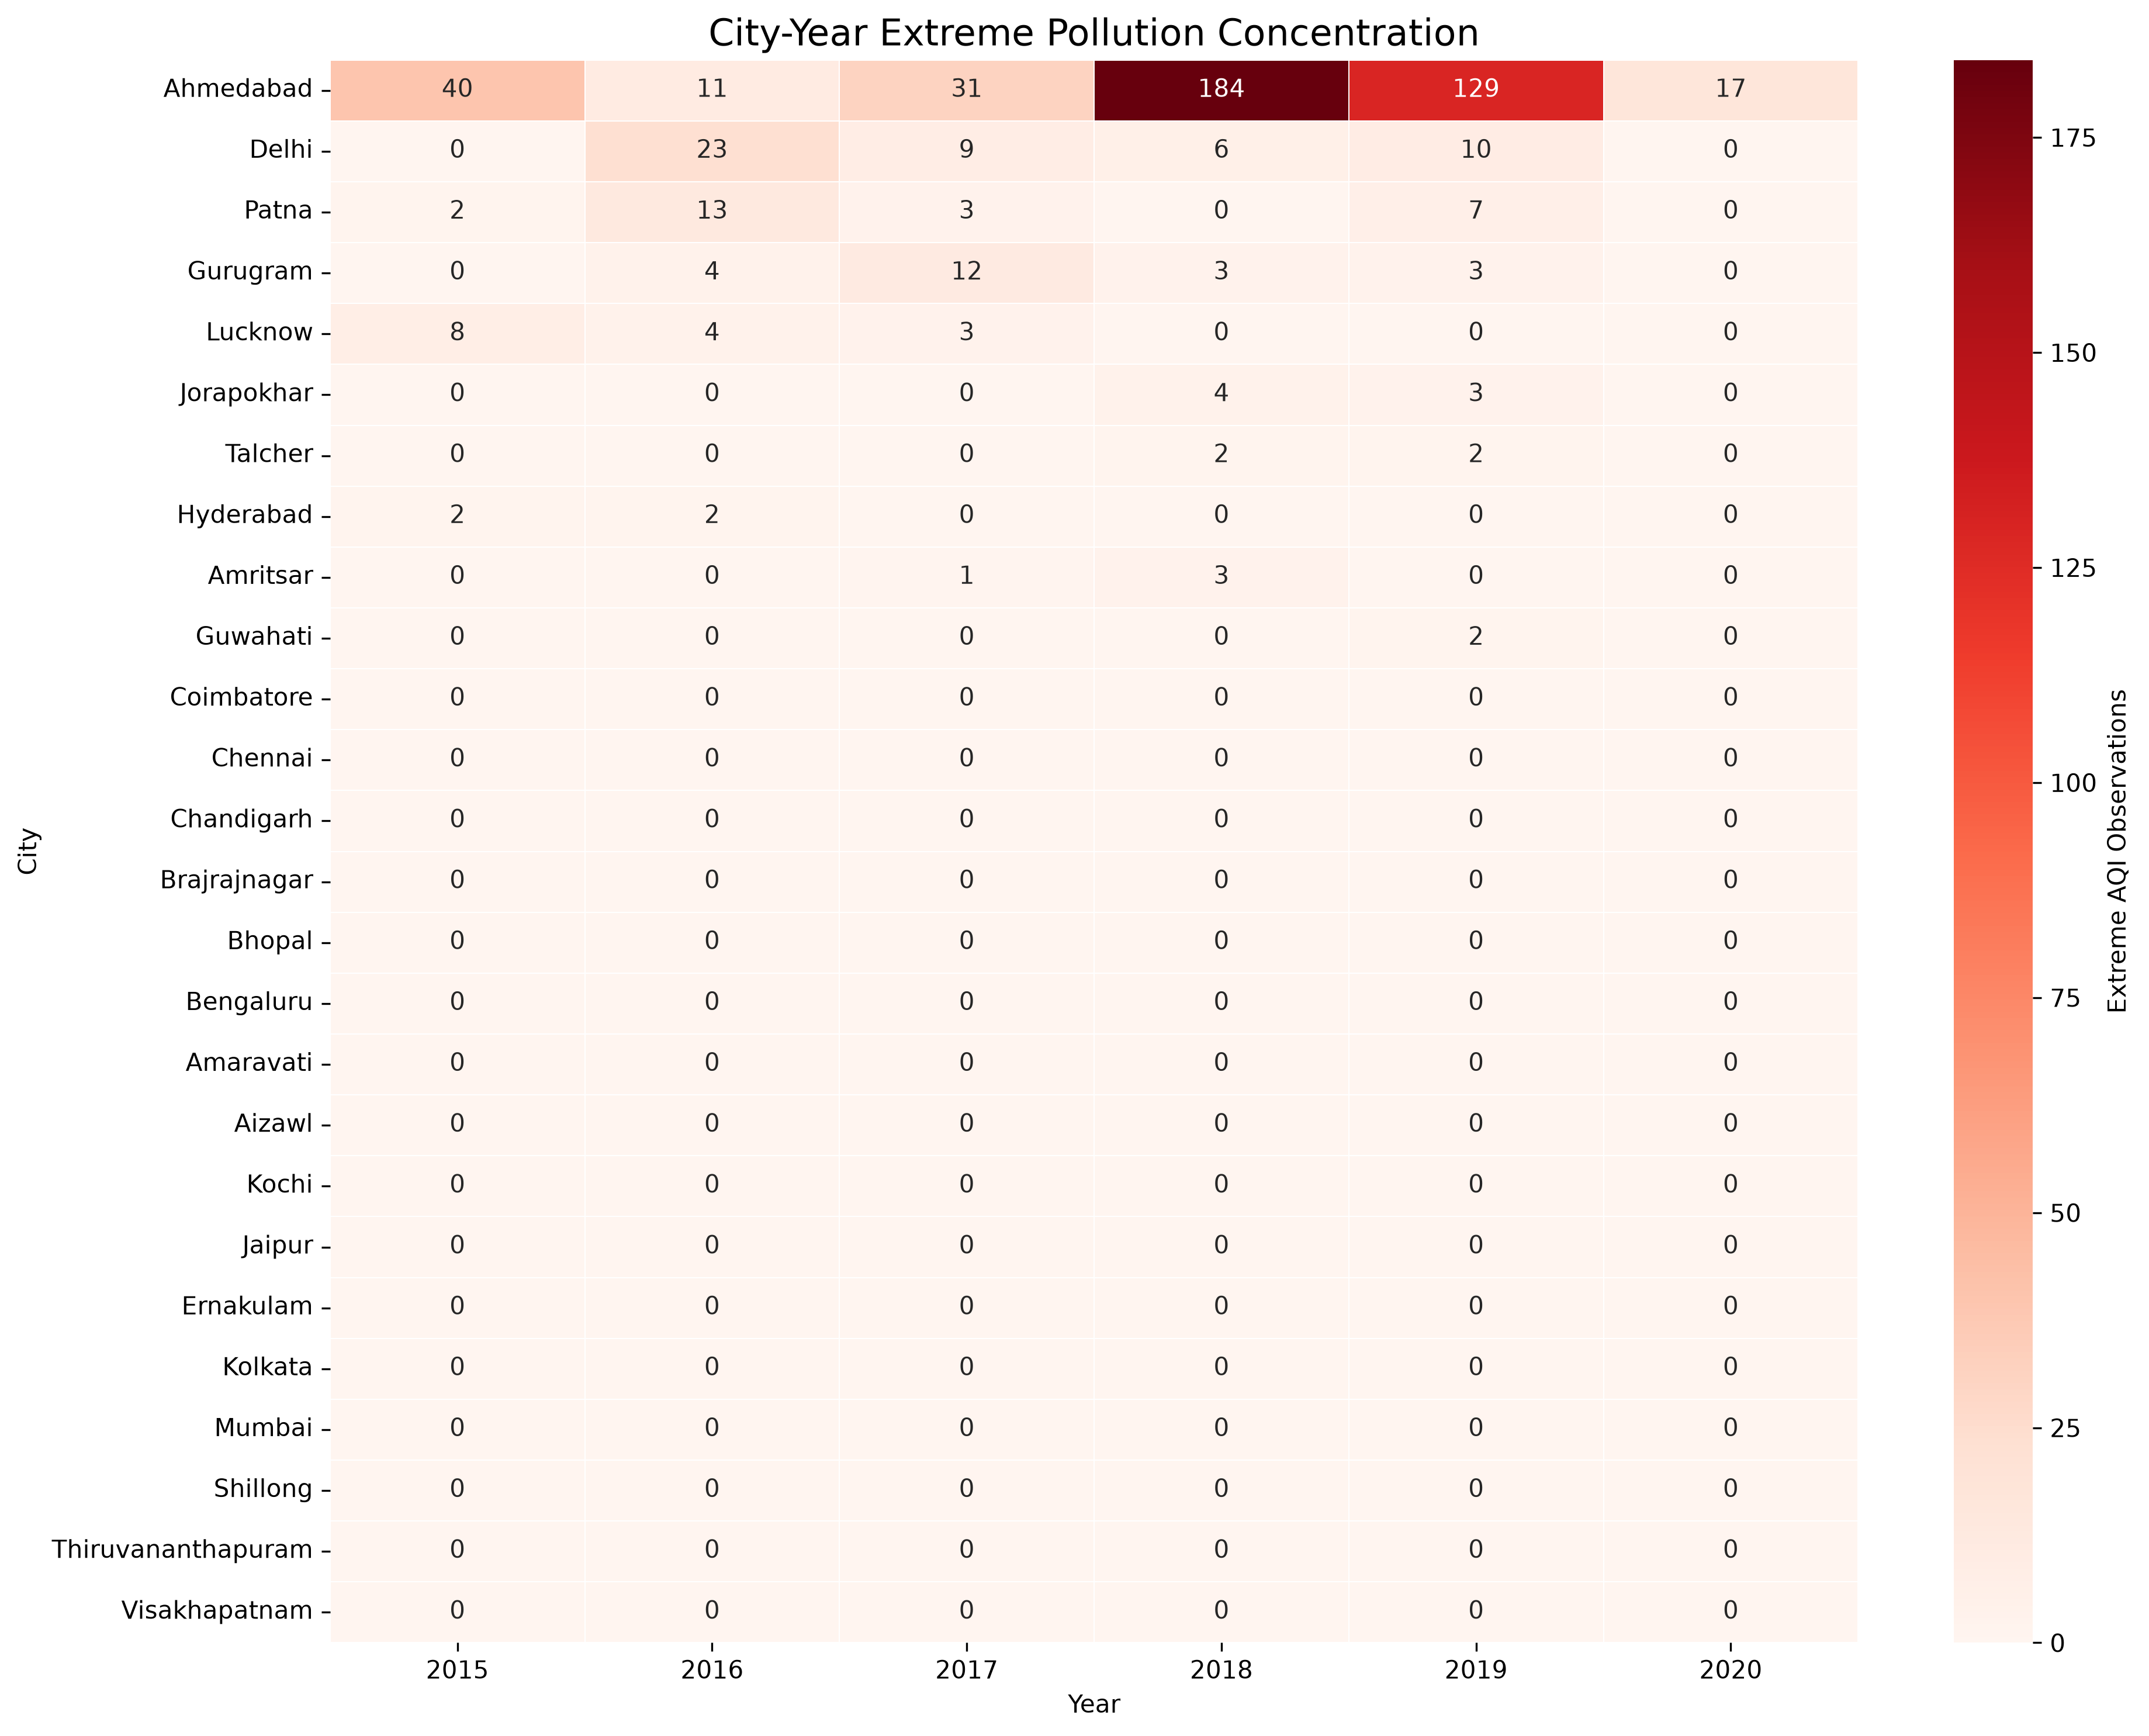 City-Year Extreme Pollution Concentration
Ahmedabad 40 11 31 184 129 17
Delhi 0 23 9 6 10 0
Patna 2 13 3 0 7 0
Gurugram 0 4 12 3 3 0
Lucknow 8 4 3 0 0 0
Jorapokhar 0 0 0 4 3 0
Talcher 0 0 0 2 2 0
Hyderabad 2 2 0 0 0 0
Amritsar 0 0 1 3 0 0
Guwahati 0 0 0 0 2 0
Coimbatore 0 0 0 0 0 0
Chennai 0 0 0 0 0 0
Chandigarh 0 0 0 0 0 0
Brajrajnagar 0 0 0 0 0 0
Bhopal 0 0 0 0 0 0
Bengaluru 0 0 0 0 0 0
Amaravati 0 0 0 0 0 0
Aizawl 0 0 0 0 0 0
Kochi 0 0 0 0 0 0
Jaipur 0 0 0 0 0 0
Ernakulam 0 0 0 0 0 0
Kolkata 0 0 0 0 0 0
Mumbai 0 0 0 0 0 0
Shillong 0 0 0 0 0 0
Thiruvananthapuram 0 0 0 0 0 0
Visakhapatnam 0 0 0 0 0 0
2015 2016 2017 2018 2019 2020
Year
City
175
150
125
100
75
50
25
0
Extreme AQI Observations